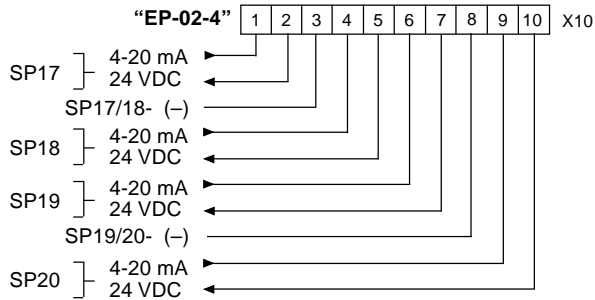 "EP-02-4" 1 2 3 4 5 6 7 8 9 10 X10
4-20 mA
SP17
24 VDC
SP17/18- (–)
4-20 mA
SP18
24 VDC
4-20 mA
SP19
24 VDC
SP19/20- (–)
4-20 mA
SP20
24 VDC